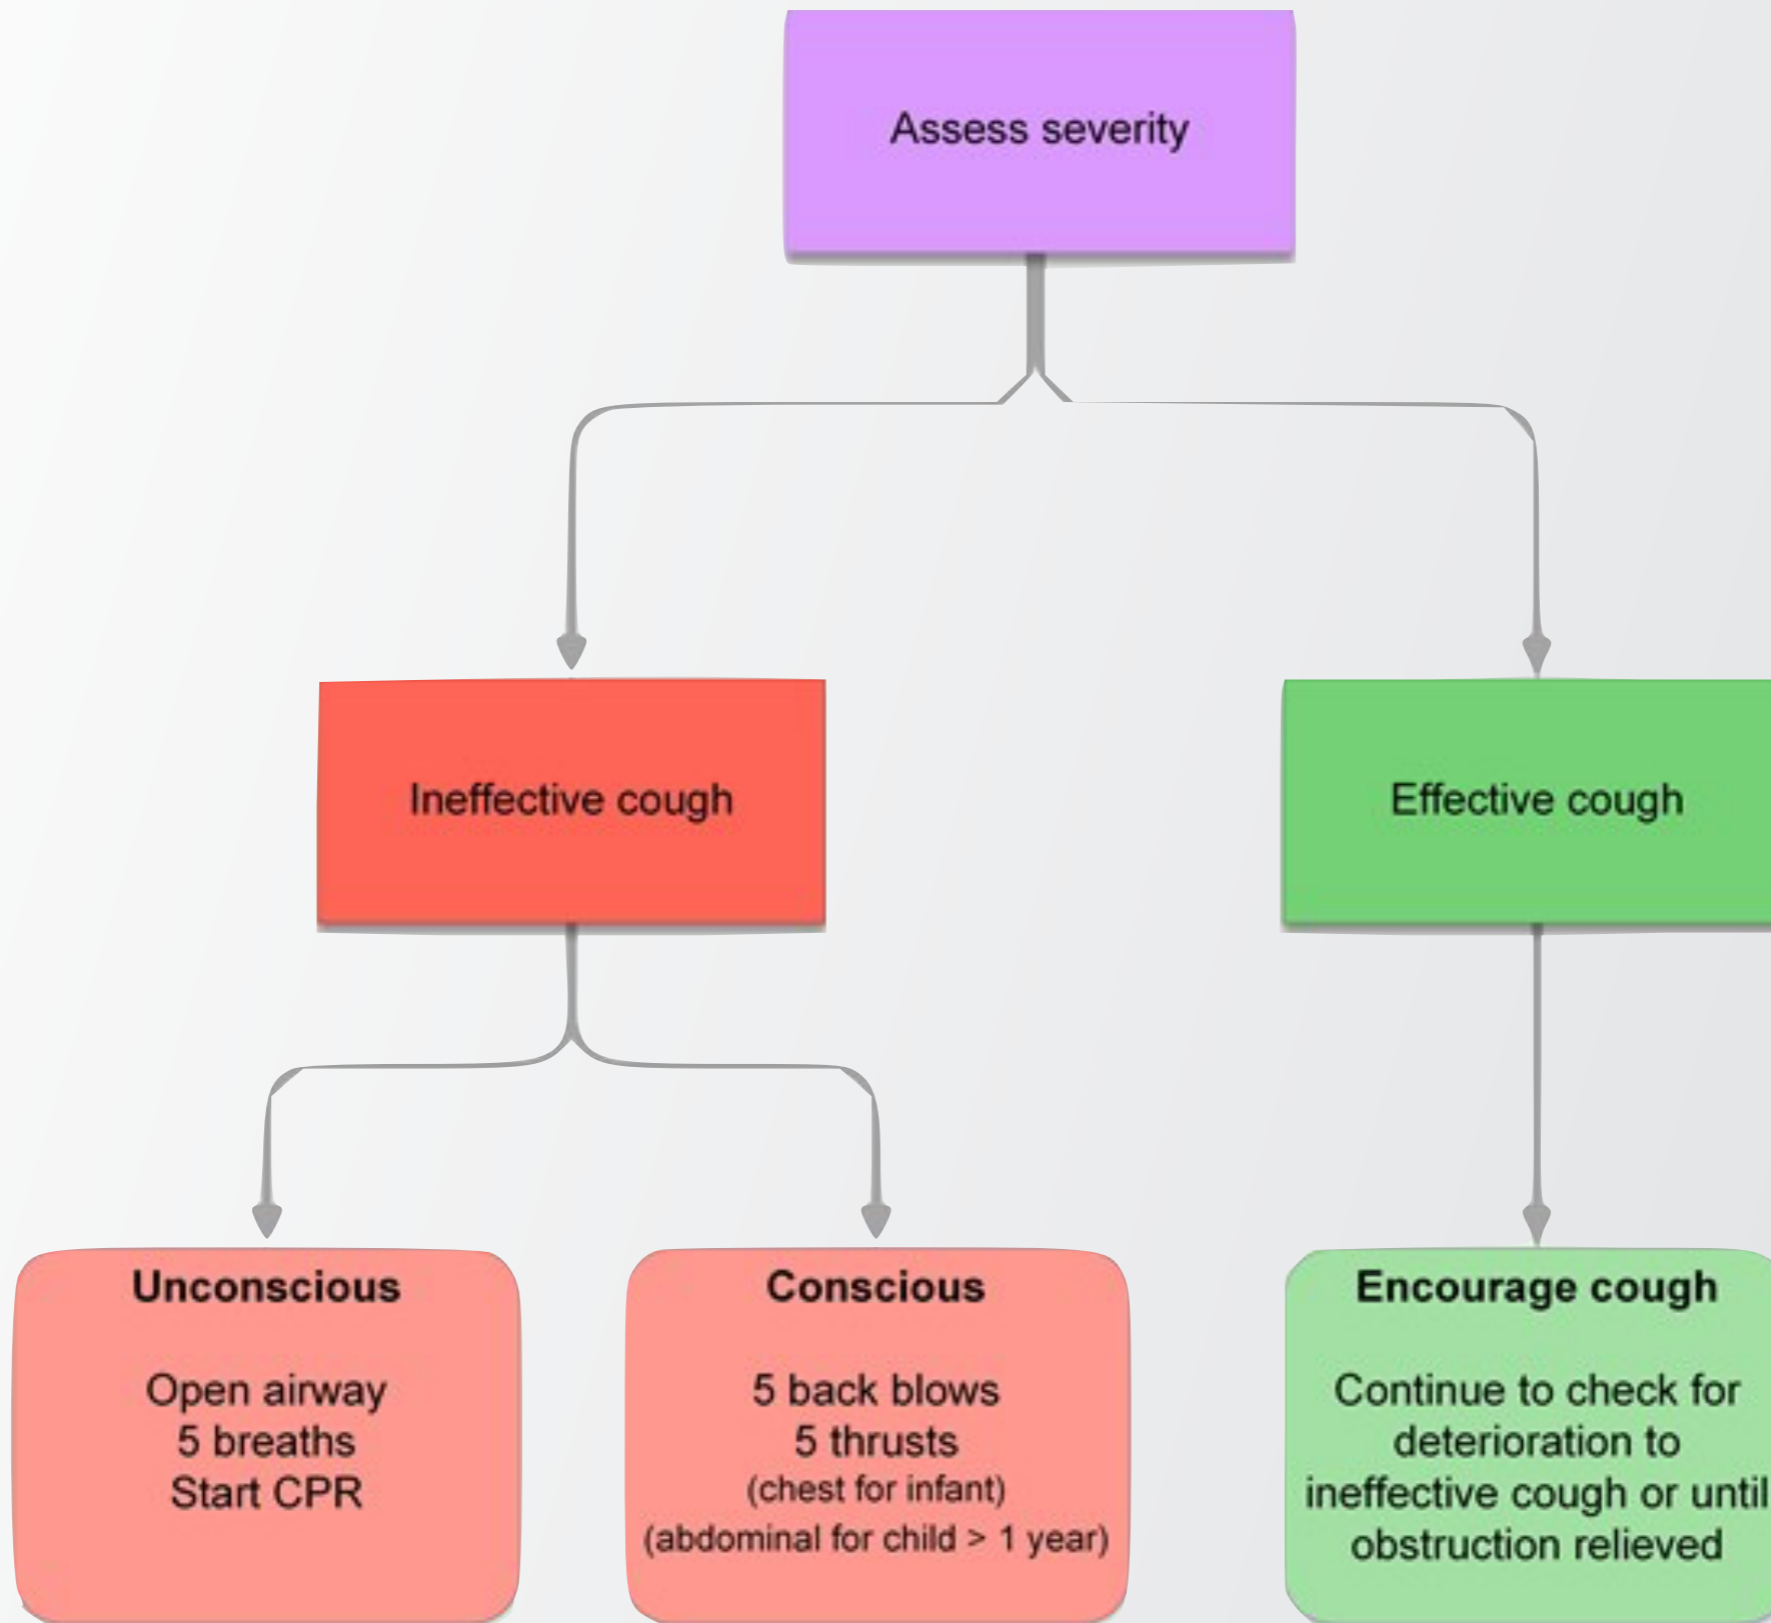 Assess severity
Ineffective cough
Effective cough
Unconscious
Open airway
5 breaths
Start CPR
Conscious
5 back blows
5 thrusts
(chest for infant)
(abdominal for child > 1 year)
Encourage cough
Continue to check for
deterioration to
ineffective cough or until
obstruction relieved